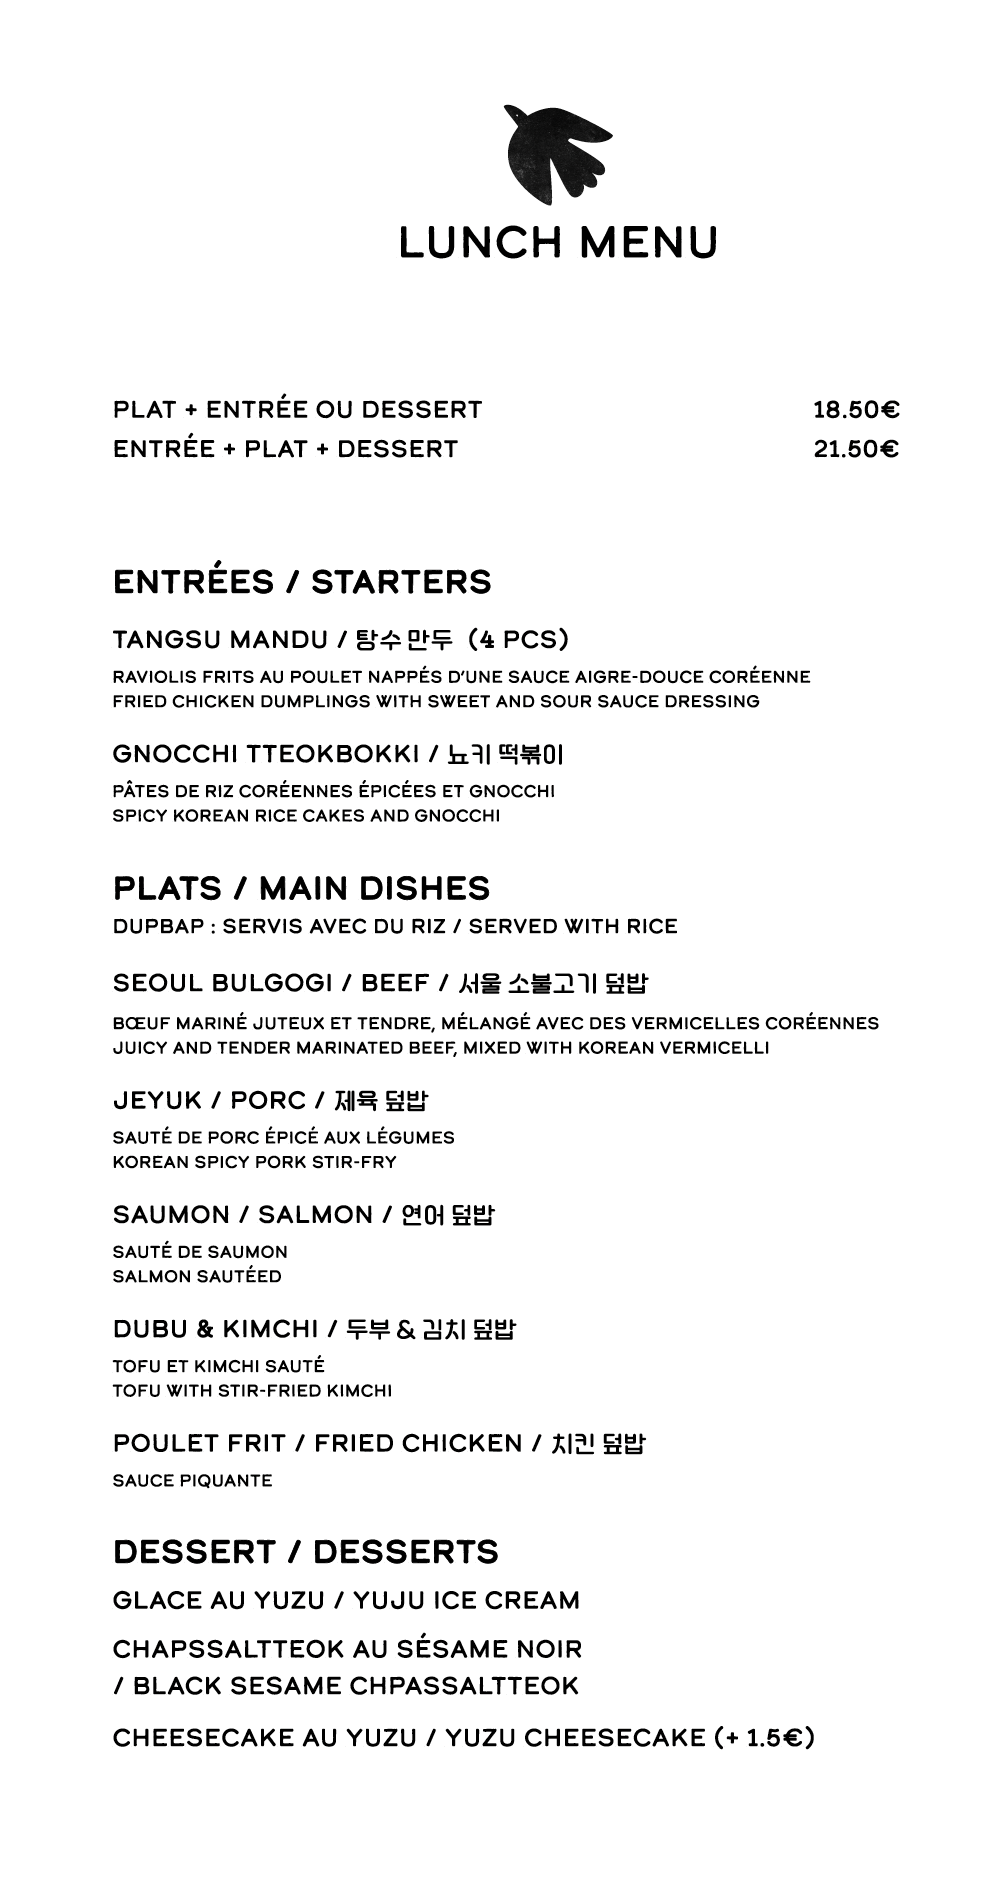 LUNCH MENU
PLAT + ENTRÉE OU DESSERT 18.50€
ENTRÉE + PLAT + DESSERT 21.50€
ENTRÉES / STARTERS
TANGSU MANDU / 탕수만두 (4 PCS)
RAVIOLIS FRITS AU POULET NAPPÉS D'UNE SAUCE AIGRE-DOUCE CORÉENNE
FRIED CHICKEN DUMPLINGS WITH SWEET AND SOUR SAUCE DRESSING
GNOCCHI TTEOKBOKKI / 뇨키 떡볶이
PÂTES DE RIZ CORÉENNES ÉPICÉES ET GNOCCHI
SPICY KOREAN RICE CAKES AND GNOCCHI
PLATS / MAIN DISHES
DUPBAP : SERVIS AVEC DU RIZ / SERVED WITH RICE
SEOUL BULGOGI / BEEF / 서울 소불고기 덮밥
BŒUF MARINÉ JUTEUX ET TENDRE, MÉLANGÉ AVEC DES VERMICELLES CORÉENNES
JUICY AND TENDER MARINATED BEEF, MIXED WITH KOREAN VERMICELLI
JEYUK / PORC / 제육 덮밥
SAUTÉ DE PORC ÉPICÉ AUX LÉGUMES
KOREAN SPICY PORK STIR-FRY
SAUMON / SALMON / 연어 덮밥
SAUTÉ DE SAUMON
SALMON SAUTÉED
DUBU & KIMCHI / 두부 & 김치 덮밥
TOFU ET KIMCHI SAUTÉ
TOFU WITH STIR-FRIED KIMCHI
POULET FRIT / FRIED CHICKEN / 치킨 덮밥
SAUCE PIQUANTE
DESSERT / DESSERTS
GLACE AU YUZU / YUJU ICE CREAM
CHAPSSALTTEOK AU SÉSAME NOIR
/ BLACK SESAME CHPASSALTTEOK
CHEESECAKE AU YUZU / YUZU CHEESECAKE (+ 1.5€)